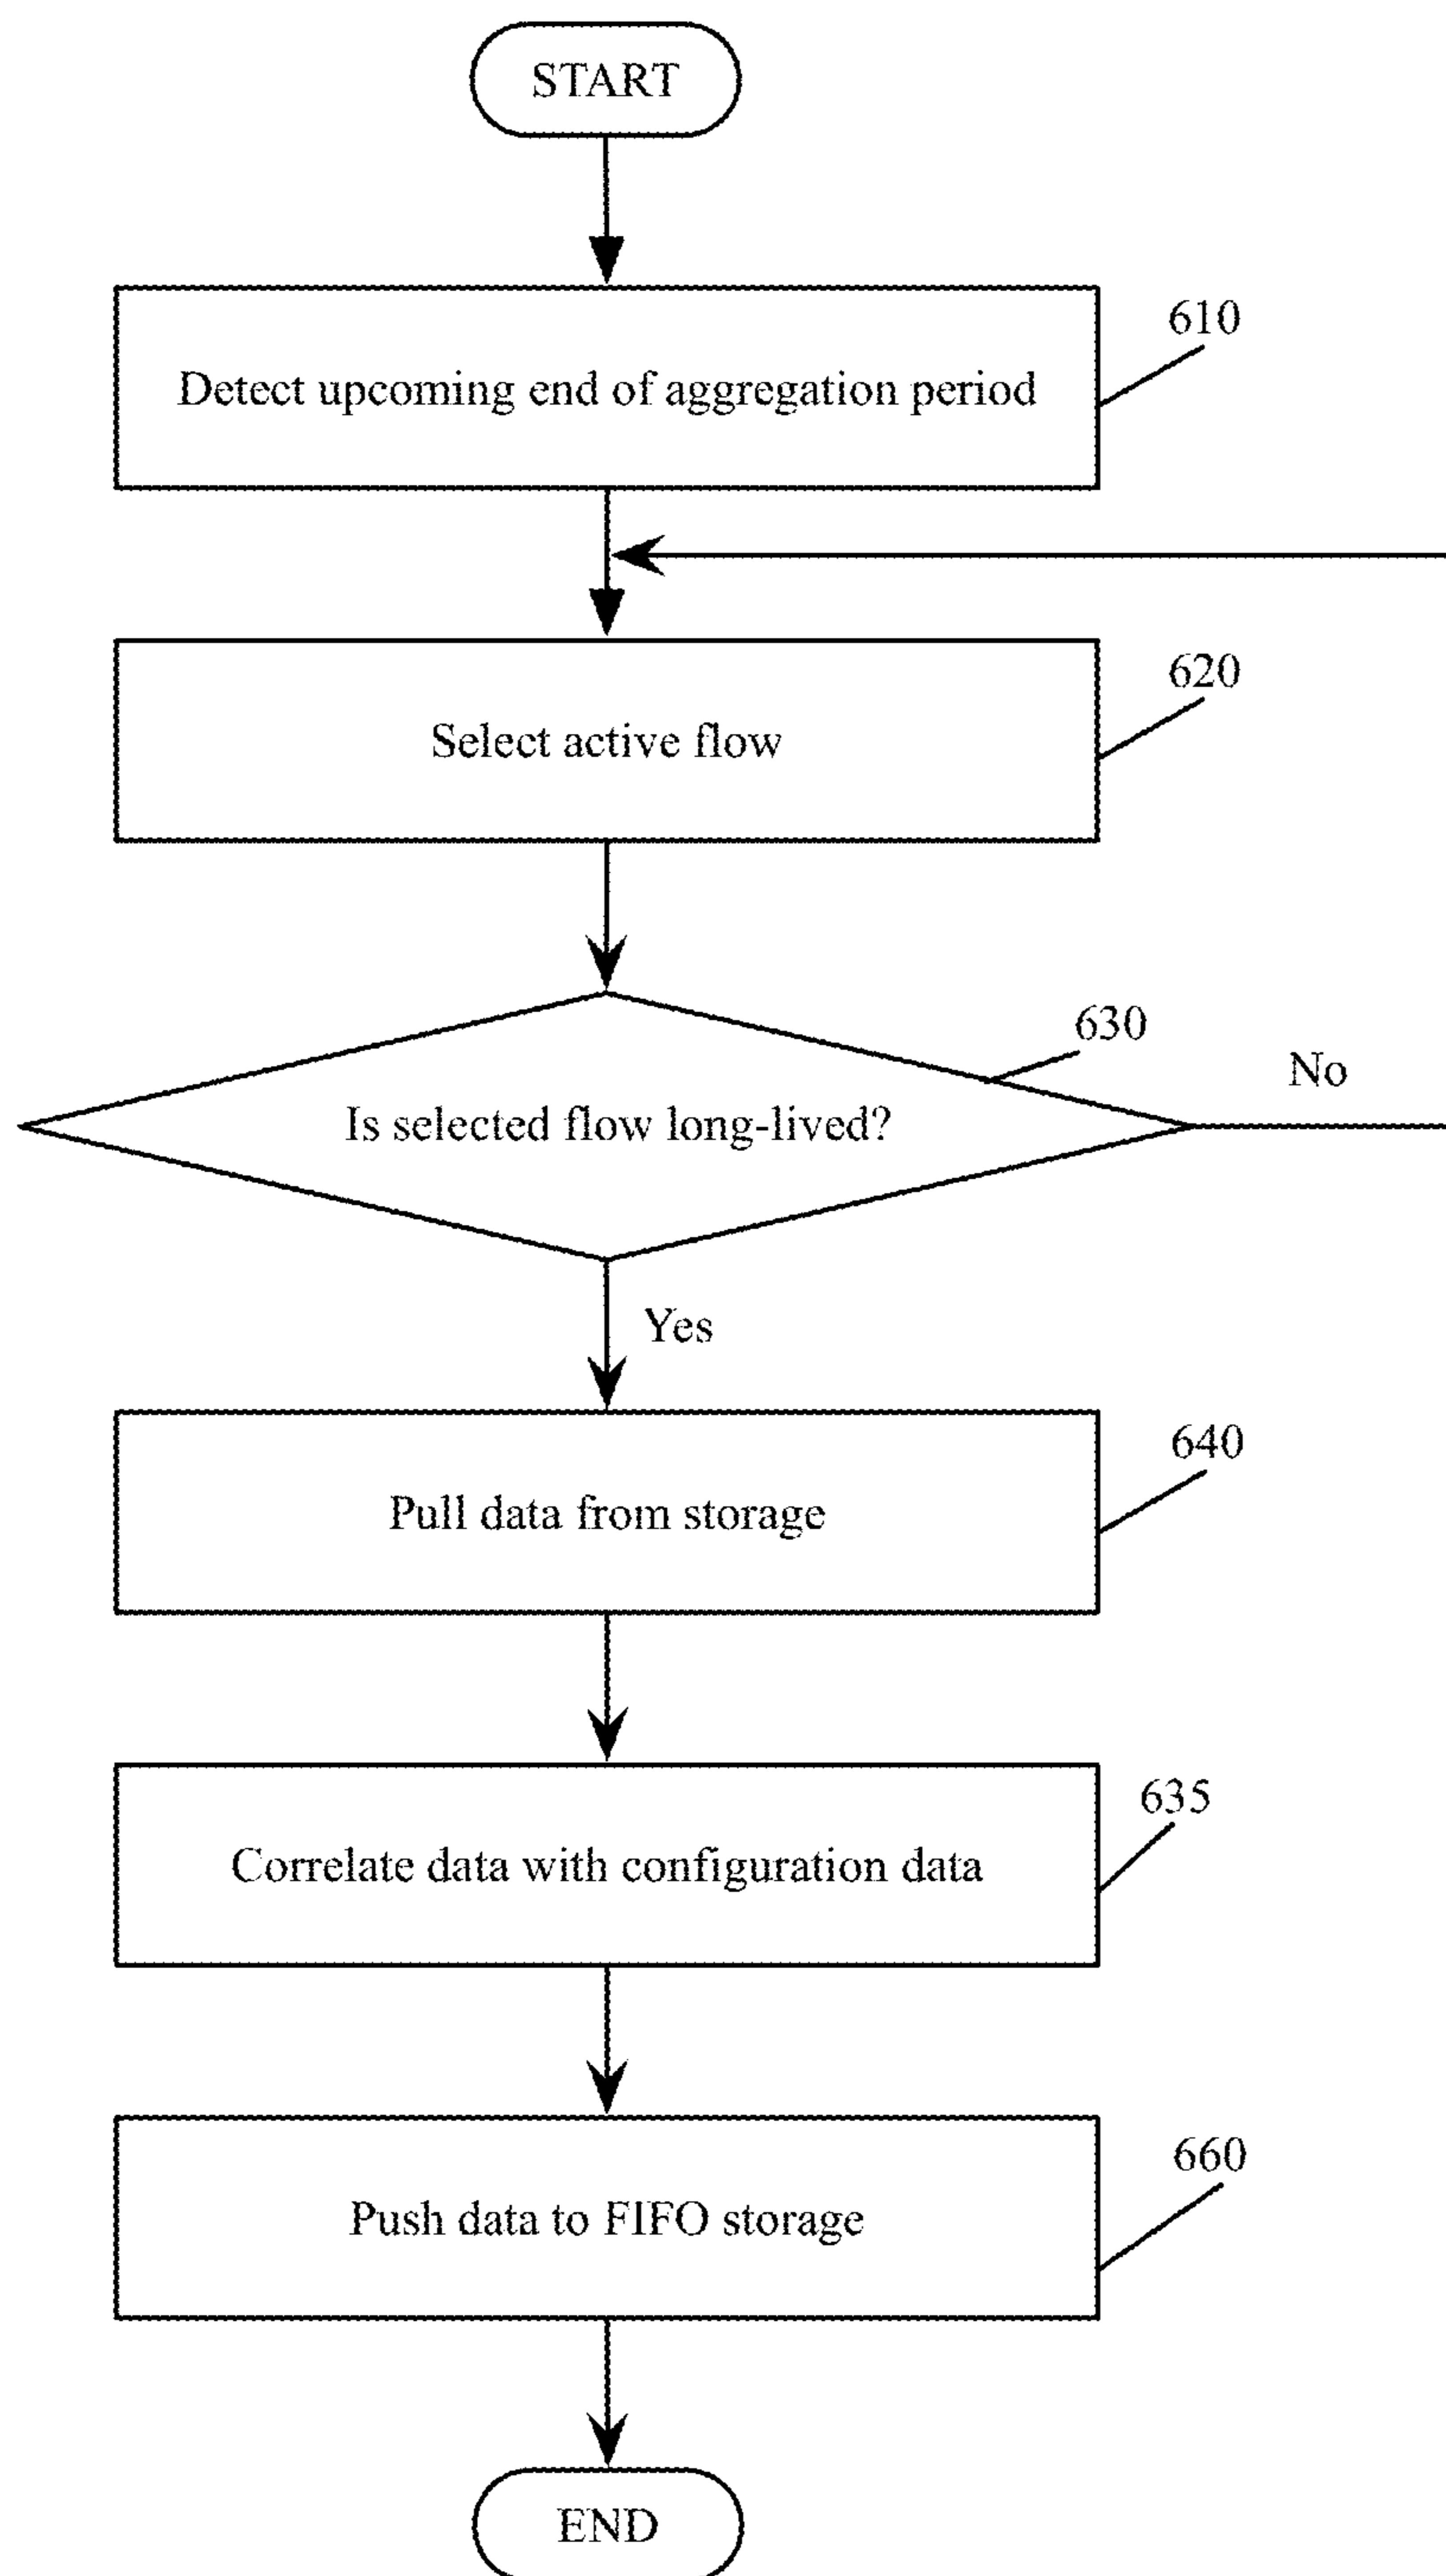 START
610
Detect upcoming end of aggregation period
620
Select active flow
630
No
Is selected flow long-lived?
Yes
640
Pull data from storage
635
Correlate data with configuration data
660
Push data to FIFO storage
END